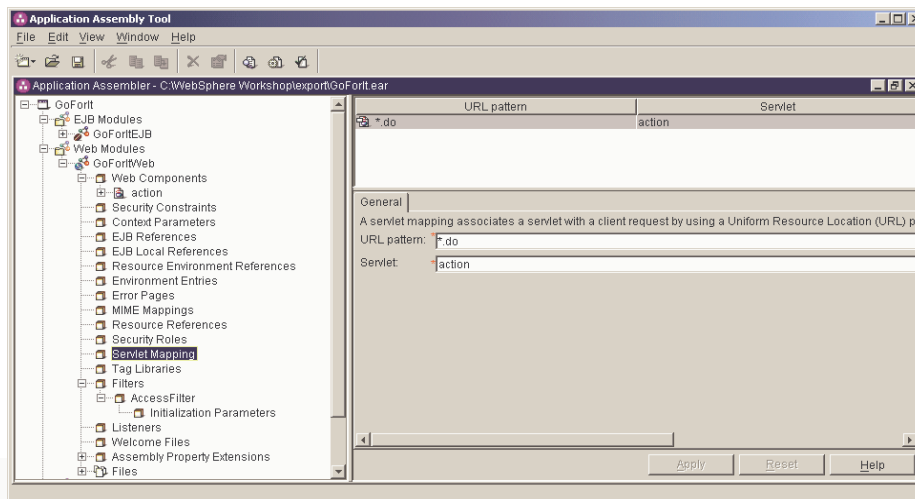 Application Assembly Tool
File Edit View Window Help
Application Assembler - C:\WebSphere Workshop\export\GoForIt.ear
GoForIt
EJB Modules
GoForItEJB
Web Modules
GoForItWeb
Web Components
action
Security Constraints
Context Parameters
EJB References
EJB Local References
Resource Environment References
Environment Entries
Error Pages
MIME Mappings
Resource References
Security Roles
Servlet Mapping
Tag Libraries
Filters
AccessFilter
Initialization Parameters
Listeners
Welcome Files
Assembly Property Extensions
Files
URL pattern Servlet
*.do action
General
A servlet mapping associates a servlet with a client request by using a Uniform Resource Location (URL) p
URL pattern: *.do
Servlet: action
Apply Reset Help